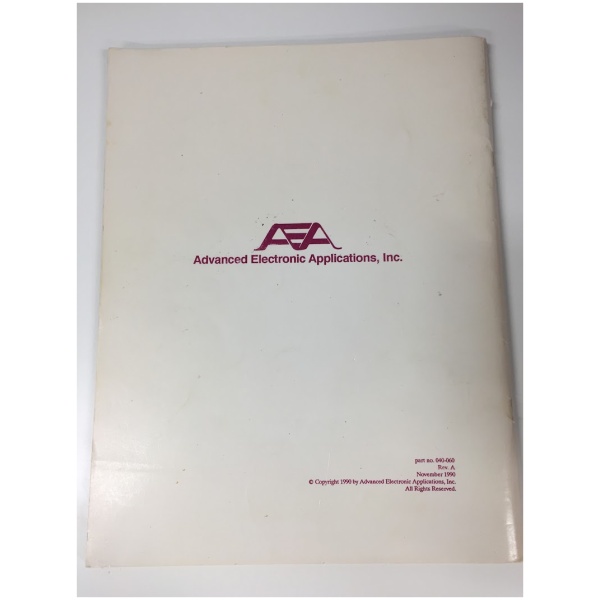 AEA
Advanced Electronic Applications, Inc.
part no. 040-060
Rev. A
November 1990
© Copyright 1990 by Advanced Electronic Applications, Inc.
All Rights Reserved.